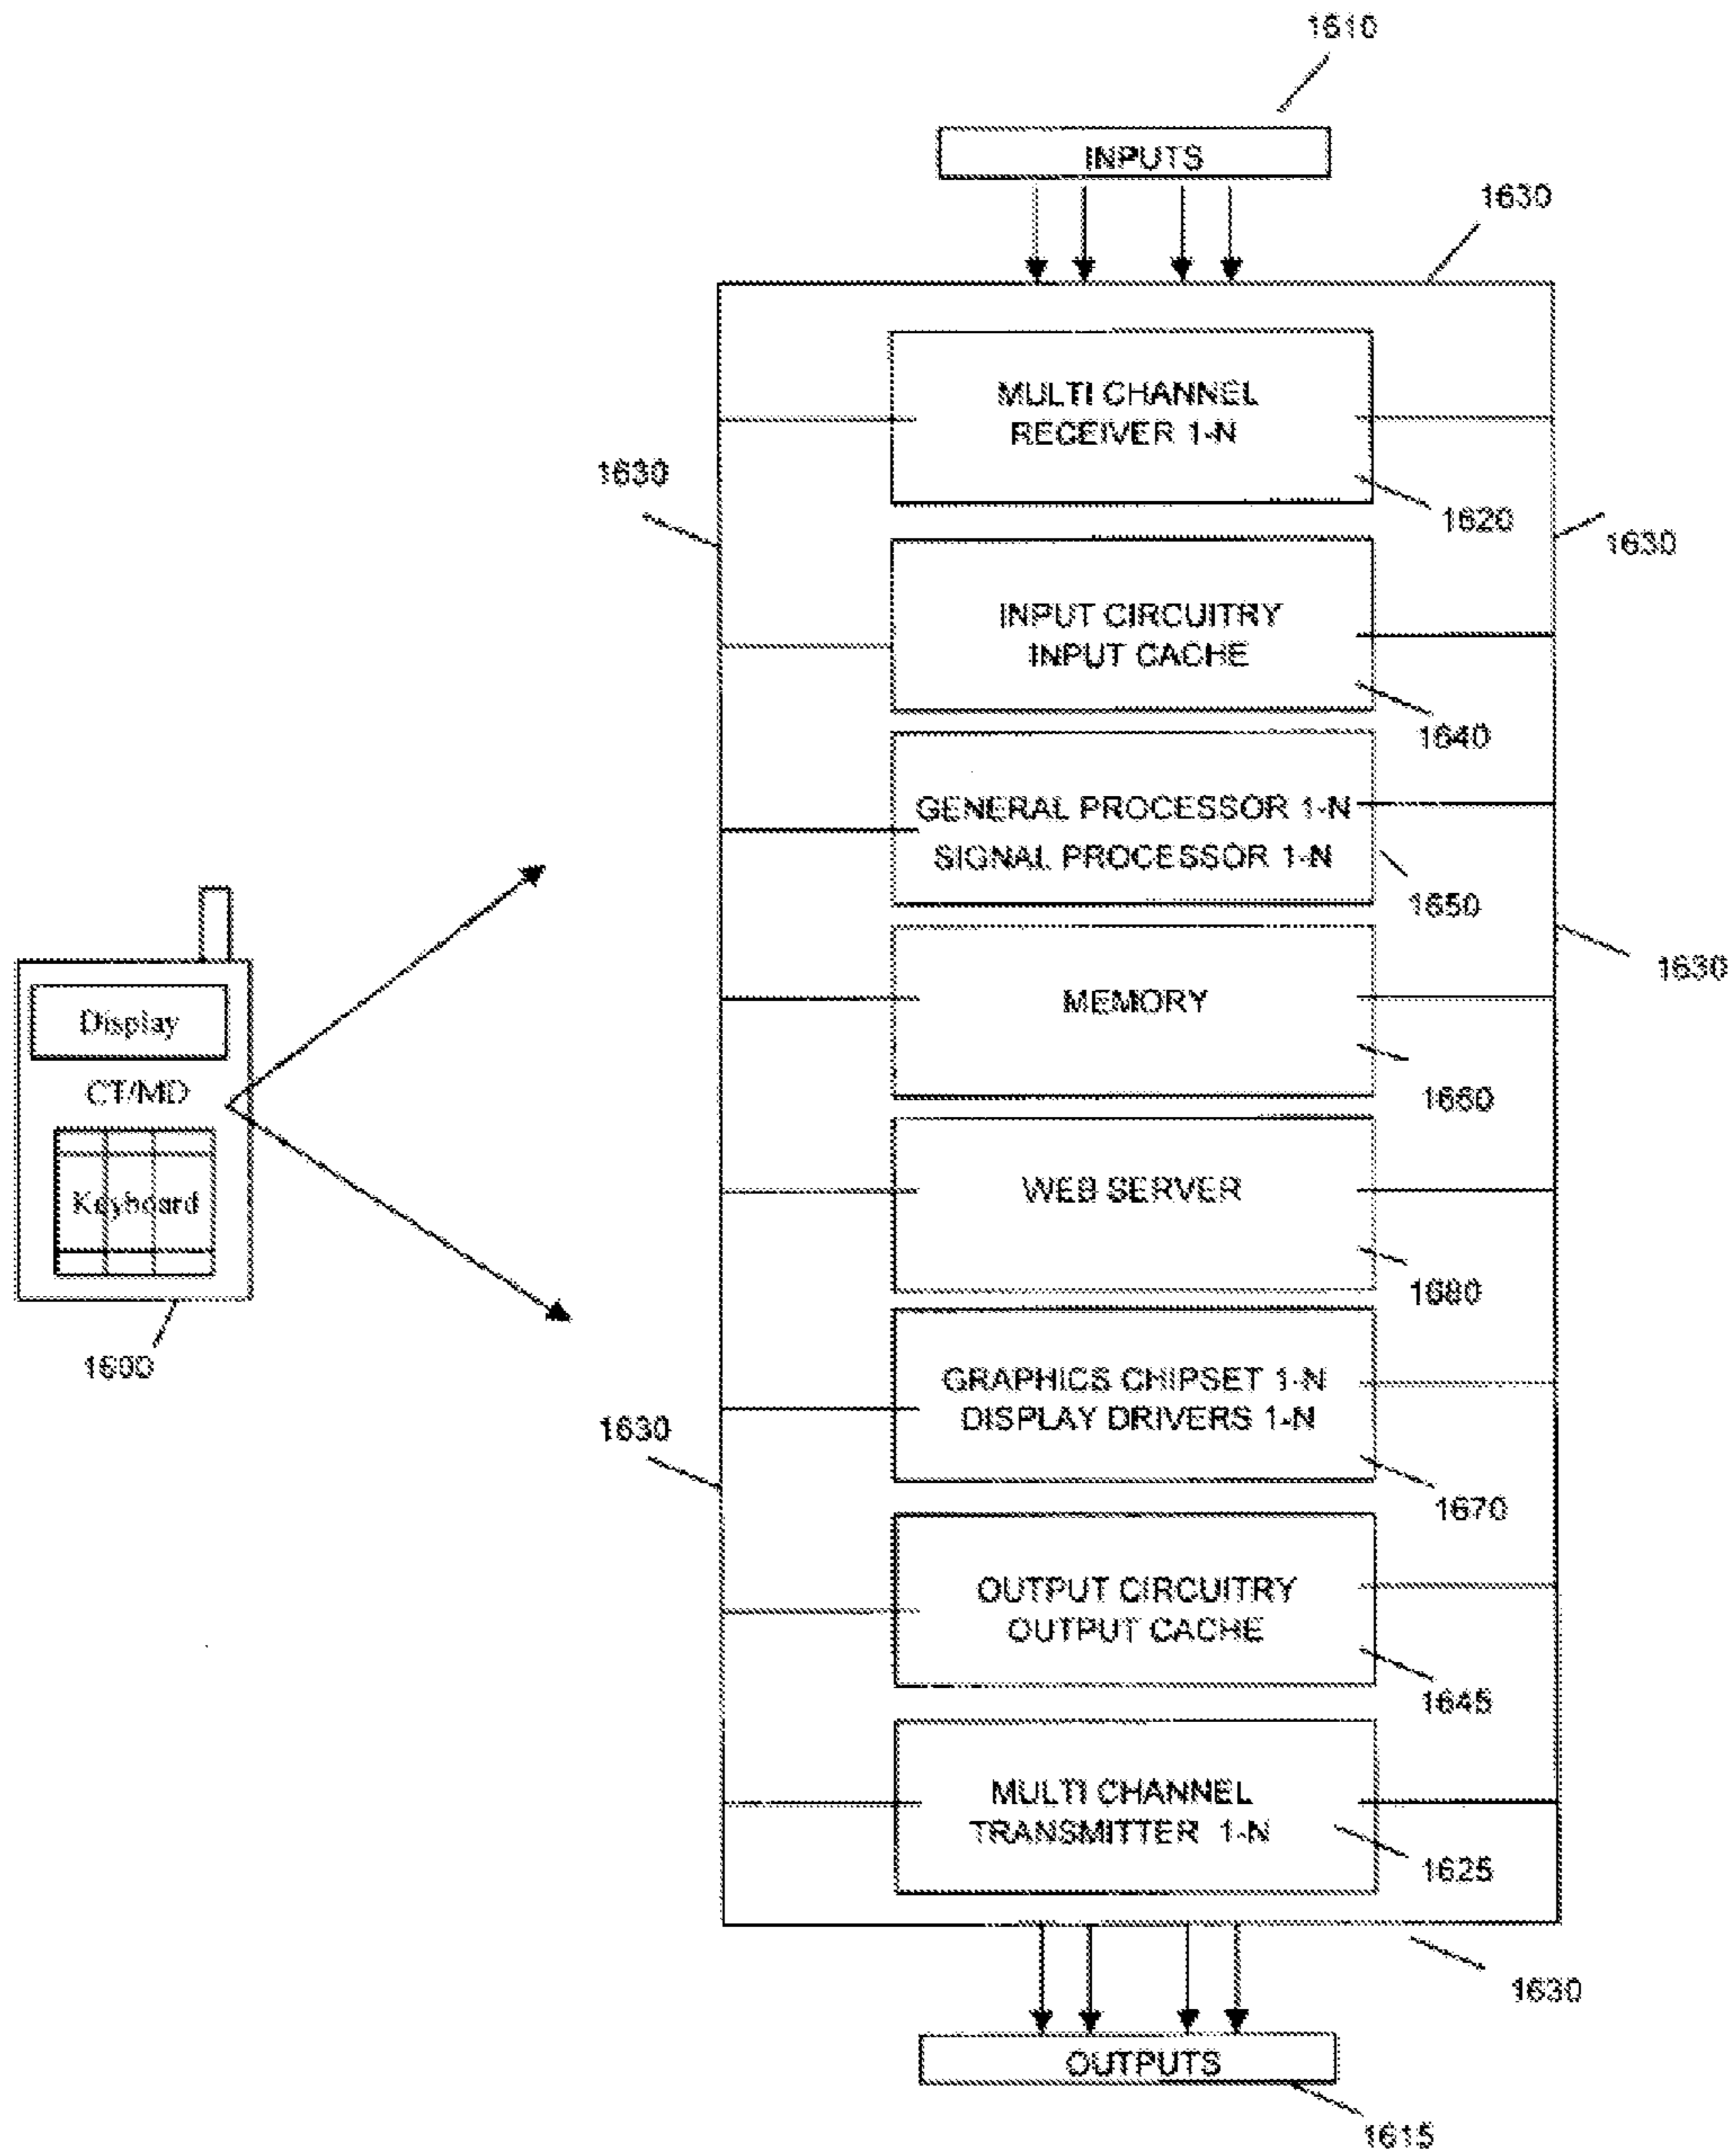 1610
INPUTS
1630
MULTI CHANNEL
RECEIVER 1-N
1630
1620
1630
INPUT CIRCUITRY
INPUT CACHE
1640
GENERAL PROCESSOR 1-N
SIGNAL PROCESSOR 1-N
1650
1630
MEMORY
1660
Display
CT/MD
Keyboard
1600
WEB SERVER
1680
GRAPHICS CHIPSET 1-N
DISPLAY DRIVERS 1-N
1630
1670
OUTPUT CIRCUITRY
OUTPUT CACHE
1645
MULTI CHANNEL
TRANSMITTER 1-N
1625
1630
OUTPUTS
1615